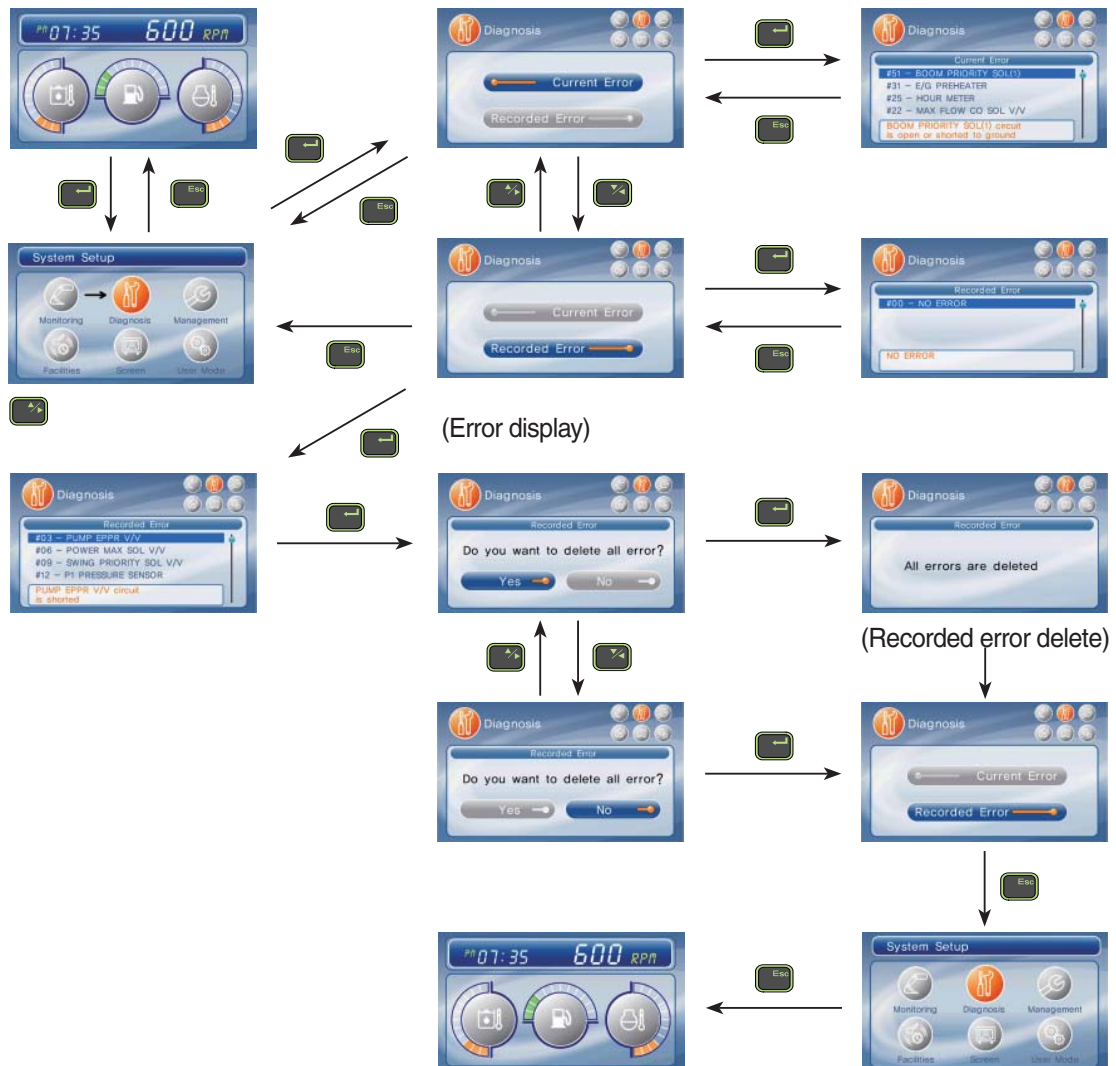 PM 07:35 600 RPM
Diagnosis
Current Error
Recorded Error
Diagnosis
Current Error
#51 - BOOM PRIORITY SOL(1)
#31 - E/G PREHEATER
#25 - HOUR METER
#22 - MAX FLOW CO SOL V/V
BOOM PRIORITY SOL(1) circuit
is open or shorted to ground
Esc
Esc
Esc
System Setup
Monitoring Diagnosis Management
Facilities Screen User Mode
Diagnosis
Current Error
Recorded Error
Diagnosis
Recorded Error
#00 - NO ERROR
NO ERROR
Esc
Esc
(Error display)
Diagnosis
Recorded Error
#03 - PUMP EPPR V/V
#06 - POWER MAX SOL V/V
#09 - SWING PRIORITY SOL V/V
#12 - P1 PRESSURE SENSOR
PUMP EPPR V/V circuit
is shorted
Diagnosis
Recorded Error
Do you want to delete all error?
Yes No
Diagnosis
Recorded Error
All errors are deleted
(Recorded error delete)
Diagnosis
Recorded Error
Do you want to delete all error?
Yes No
Diagnosis
Current Error
Recorded Error
Esc
PM 07:35 600 RPM
Esc
System Setup
Monitoring Diagnosis Management
Facilities Screen User Mode